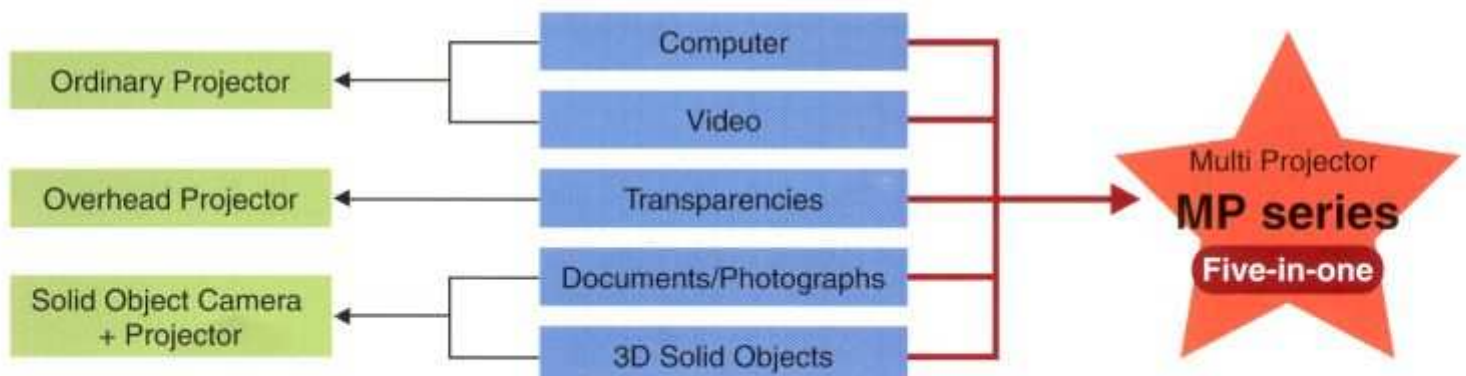 Ordinary Projector
Overhead Projector
Solid Object Camera
+ Projector
Computer
Video
Transparencies
Documents/Photographs
3D Solid Objects
Multi Projector
MP series
Five-in-one